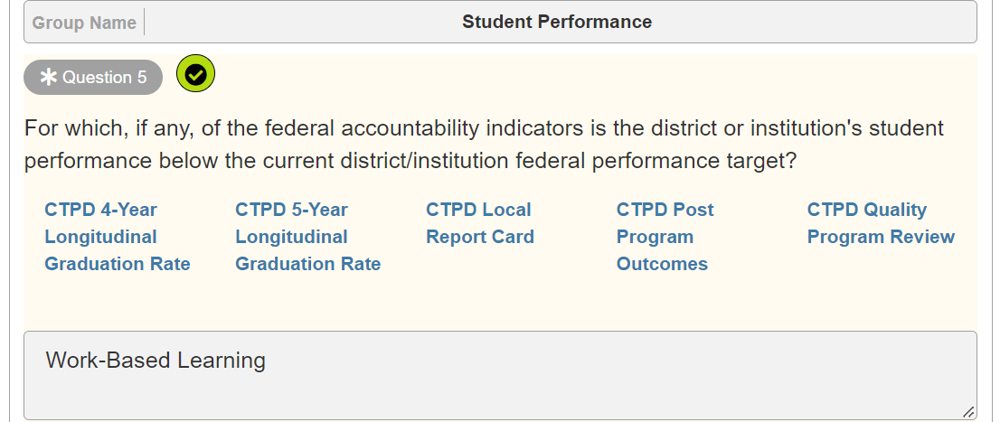 Group Name Student Performance
Question 5
For which, if any, of the federal accountability indicators is the district or institution's student
performance below the current district/institution federal performance target?
CTPD 4-Year
Longitudinal
Graduation Rate
CTPD 5-Year
Longitudinal
Graduation Rate
CTPD Local
Report Card
CTPD Post
Program
Outcomes
CTPD Quality
Program Review
Work-Based Learning